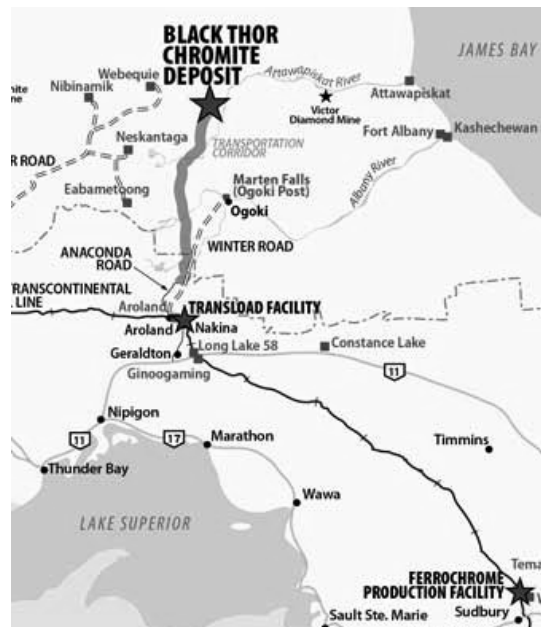 BLACK THOR
CHROMITE
DEPOSIT
JAMES BAY
Attawapiskat River
Webequie
Nibinamik
Attawapiskat
Victor
Diamond Mine
Fort Albany
Kashechewan
Neskantaga
TRANSPORTATION
CORRIDOR
R ROAD
Albany River
Marten Falls
(Ogoki Post)
Eabametoong
Ogoki
ANACONDA
ROAD
WINTER ROAD
TRANSCONTINENTAL
LINE
Aroland
TRANSLOAD FACILITY
Aroland
Nakina
Geraldton
Long Lake 58
Constance Lake
Ginoogaming
11
Nipigon
11
17
Marathon
Timmins
Thunder Bay
Wawa
LAKE SUPERIOR
FERROCHROME
PRODUCTION FACILITY
Tema
Sudbury
Sault Ste. Marie